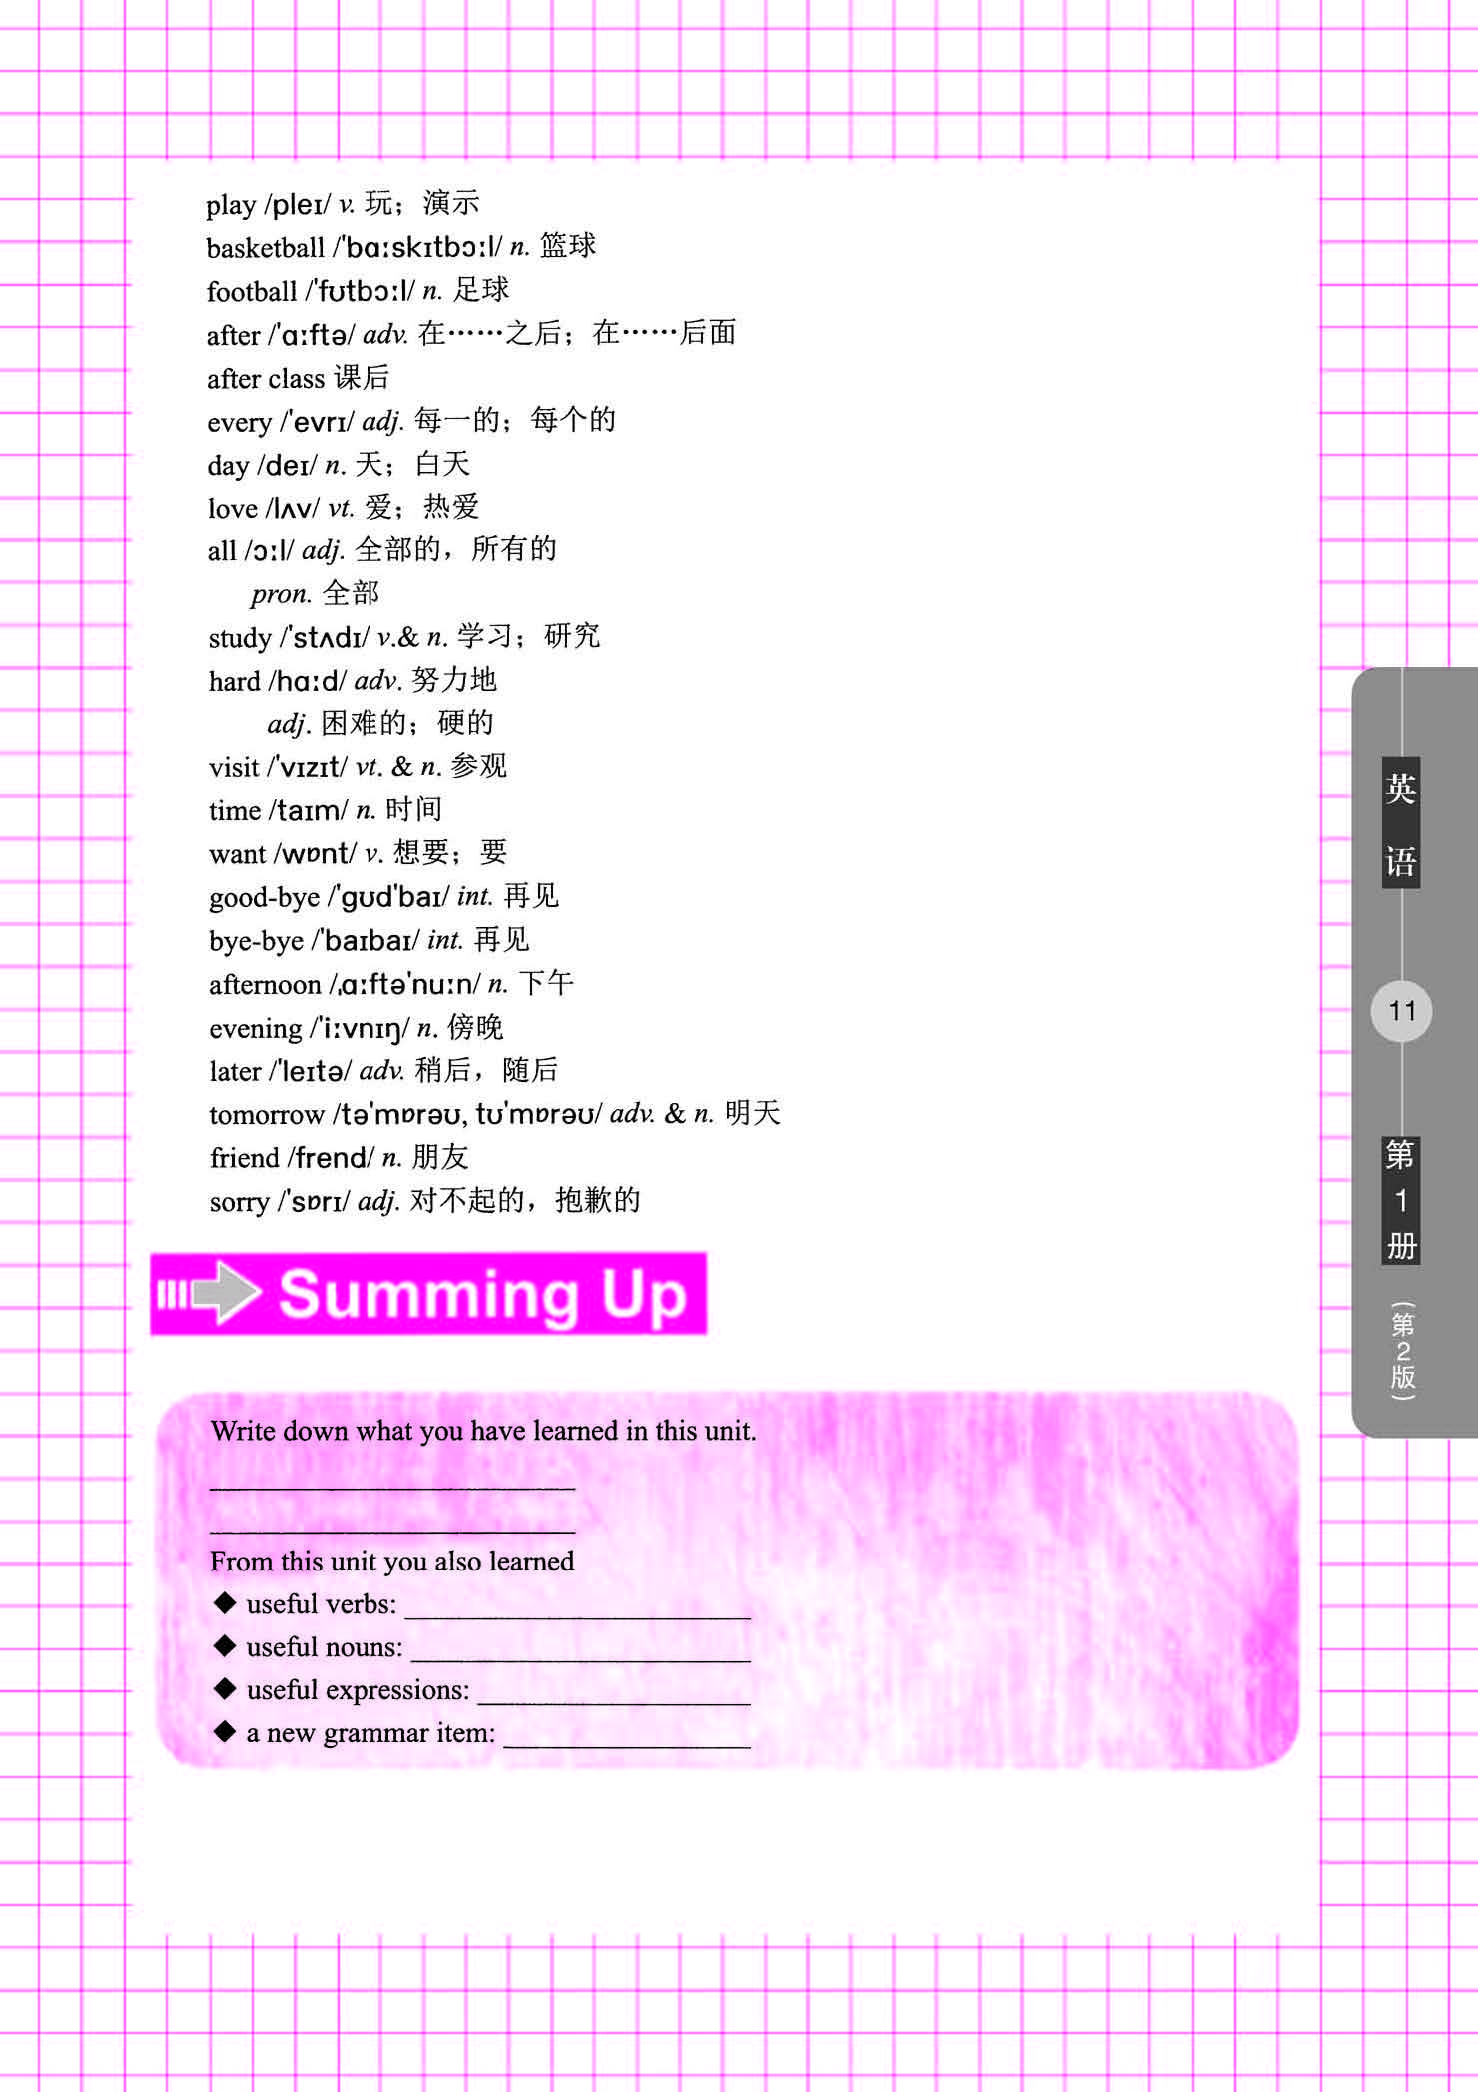 play /pleɪ/ v. 玩；演示
basketball /ˈbɑːskɪtbɔːl/ n. 篮球
football /ˈfʊtbɔːl/ n. 足球
after /ˈɑːftə/ adv. 在……之后；在……后面
after class 课后
every /ˈevrɪ/ adj. 每一的；每个的
day /deɪ/ n. 天；白天
love /lʌv/ vt. 爱；热爱
all /ɔːl/ adj. 全部的，所有的
pron. 全部
study /ˈstʌdɪ/ v.& n. 学习；研究
hard /hɑːd/ adv. 努力地
adj. 困难的；硬的
visit /ˈvɪzɪt/ vt. & n. 参观
time /taɪm/ n. 时间
want /wɒnt/ v. 想要；要
good-bye /ˈgʊdˈbaɪ/ int. 再见
bye-bye /ˈbaɪbaɪ/ int. 再见
afternoon /ˌɑːftəˈnuːn/ n. 下午
evening /ˈiːvnɪŋ/ n. 傍晚
later /ˈleɪtə/ adv. 稍后，随后
tomorrow /təˈmɒrəʊ, tʊˈmɒrəʊ/ adv. & n. 明天
friend /frend/ n. 朋友
sorry /ˈsɒrɪ/ adj. 对不起的，抱歉的
Summing Up
Write down what you have learned in this unit.
From this unit you also learned
◆ useful verbs:
◆ useful nouns:
◆ useful expressions:
◆ a new grammar item:
英语
11
第1册
（第2版）